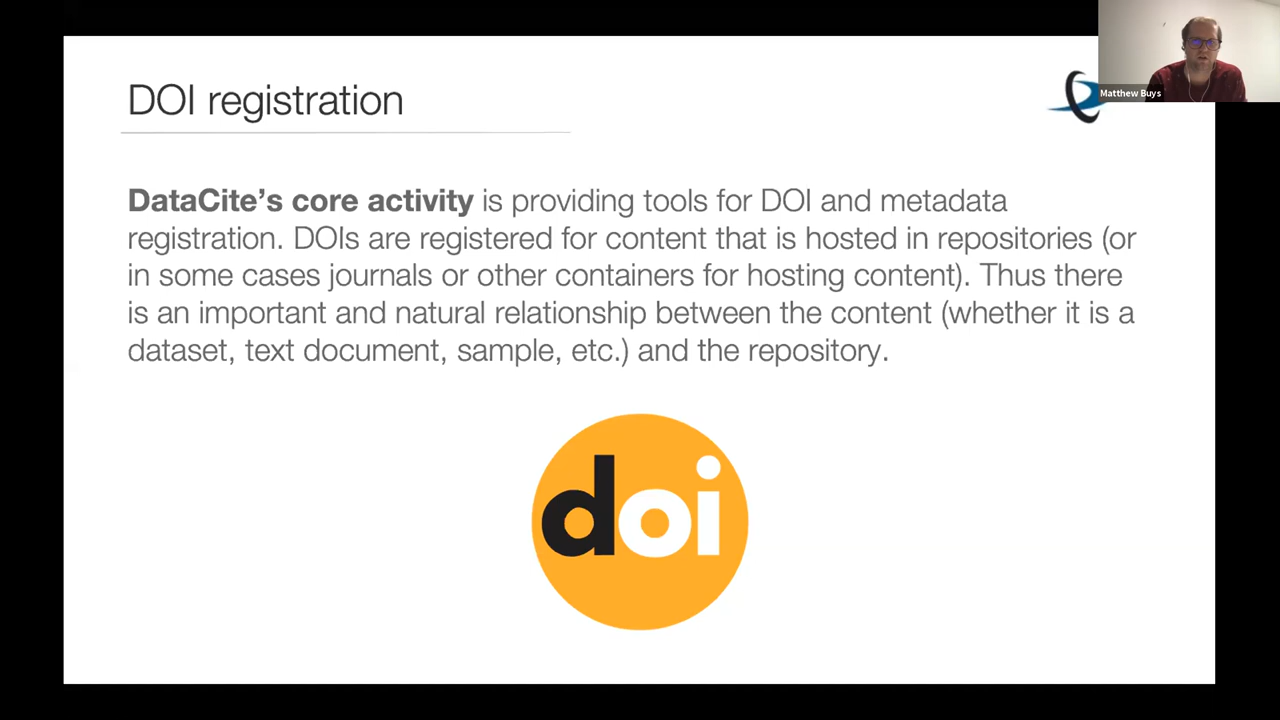 DOI registration
Matthew Buys
DataCite's core activity is providing tools for DOI and metadata
registration. DOIs are registered for content that is hosted in repositories (or
in some cases journals or other containers for hosting content). Thus there
is an important and natural relationship between the content (whether it is a
dataset, text document, sample, etc.) and the repository.
doi